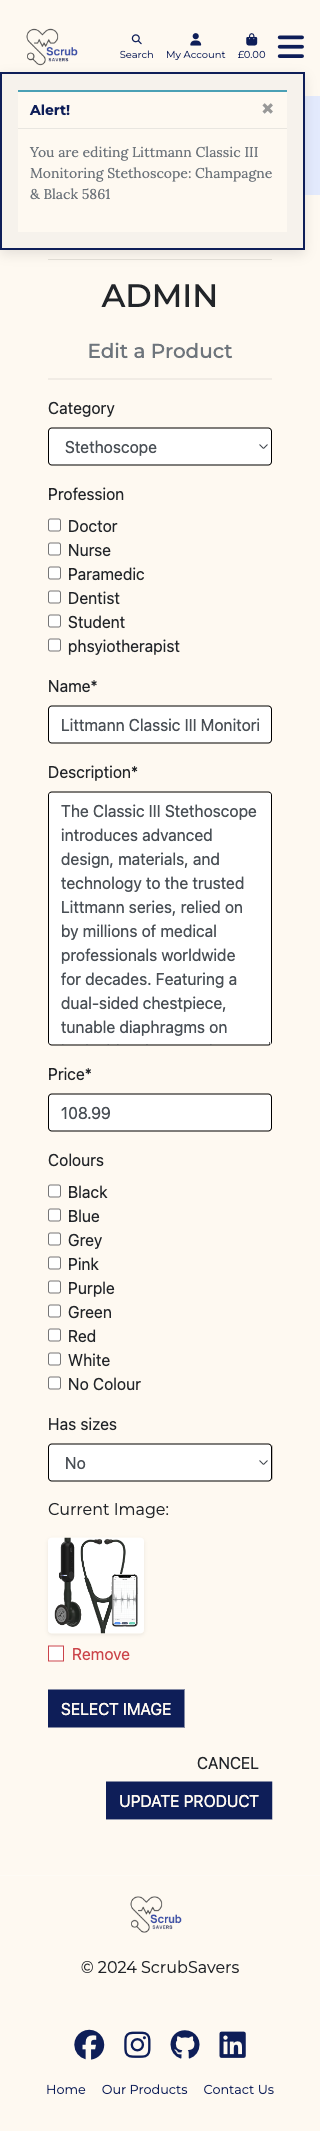 Scrub
SAVERS
Search
My Account
£0.00
Alert!
×
You are editing Littmann Classic III
Monitoring Stethoscope: Champagne
& Black 5861
ADMIN
Edit a Product
Category
Stethoscope
Profession
Doctor
Nurse
Paramedic
Dentist
Student
phsyiotherapist
Name*
Littmann Classic III Monitori
Description*
The Classic III Stethoscope
introduces advanced
design, materials, and
technology to the trusted
Littmann series, relied on
by millions of medical
professionals worldwide
for decades. Featuring a
dual-sided chestpiece,
tunable diaphragms on
Price*
108.99
Colours
Black
Blue
Grey
Pink
Purple
Green
Red
White
No Colour
Has sizes
No
Current Image:
Remove
SELECT IMAGE
CANCEL
UPDATE PRODUCT
Scrub
SAVERS
© 2024 ScrubSavers
Home Our Products Contact Us